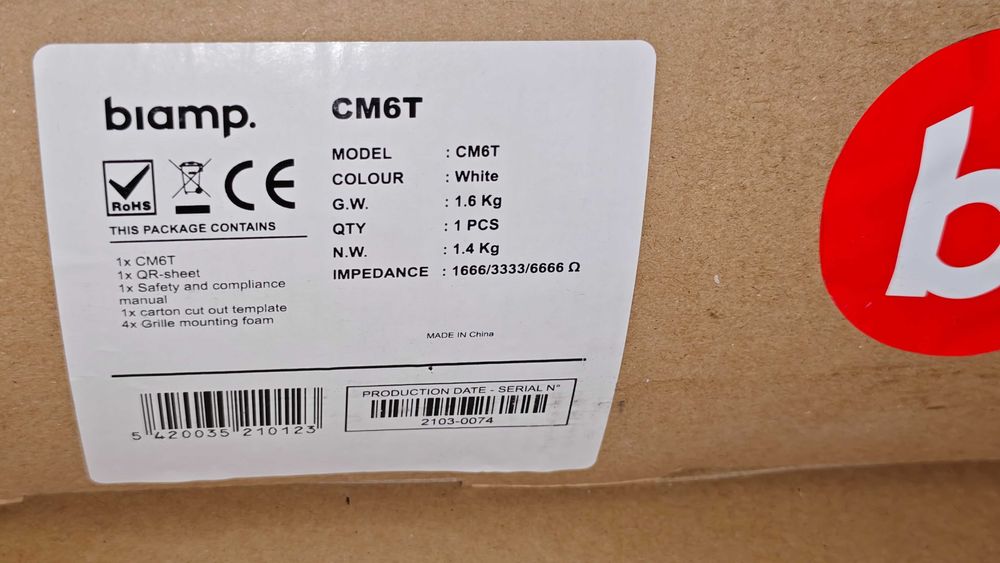 biamp.
RoHS
CE
THIS PACKAGE CONTAINS
1x CM6T
1x QR-sheet
1x Safety and compliance
manual
1x carton cut out template
4x Grille mounting foam
CM6T
MODEL : CM6T
COLOUR : White
G.W. : 1.6 Kg
QTY : 1 PCS
N.W. : 1.4 Kg
IMPEDANCE : 1666/3333/6666 Ω
MADE IN China
5 420035 210123
PRODUCTION DATE - SERIAL N°
2103-0074
b